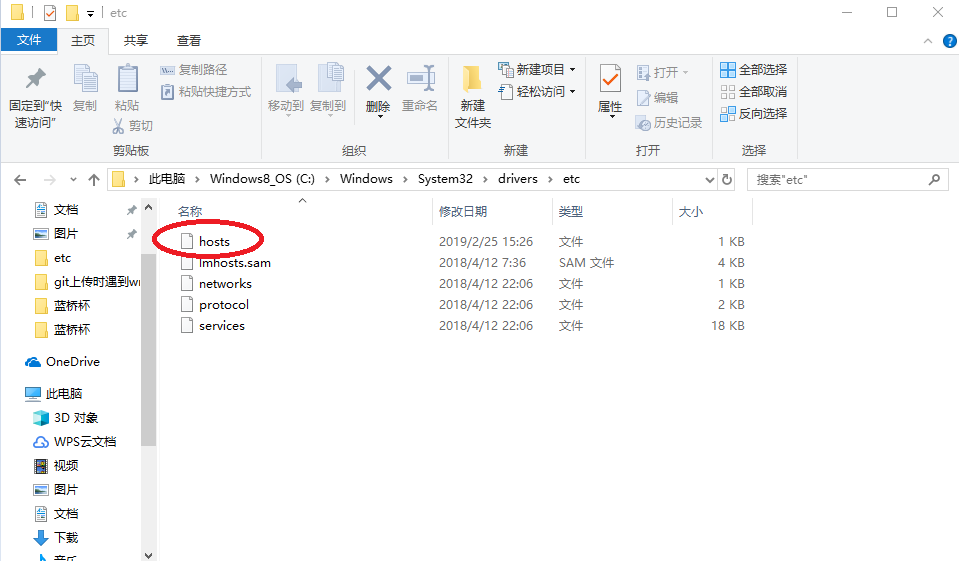 etc
文件 主页 共享 查看
固定到“快速访问” 复制 粘贴 复制路径 粘贴快捷方式 剪切
移动到 复制到 删除 重命名
新建文件夹 新建项目 轻松访问
属性 打开 编辑 历史记录
全部选择 全部取消 反向选择
剪贴板 组织 新建 打开 选择
此电脑 Windows8_OS (C:) Windows System32 drivers etc
搜索"etc"
名称 修改日期 类型 大小
hosts 2019/2/25 15:26 文件 1 KB
lmhosts.sam 2018/4/12 7:36 SAM 文件 4 KB
networks 2018/4/12 22:06 文件 1 KB
protocol 2018/4/12 22:06 文件 2 KB
services 2018/4/12 22:06 文件 18 KB
文档
图片
etc
git上传时遇到w
蓝桥杯
蓝桥杯
OneDrive
此电脑
3D 对象
WPS云文档
视频
图片
文档
下载
音乐